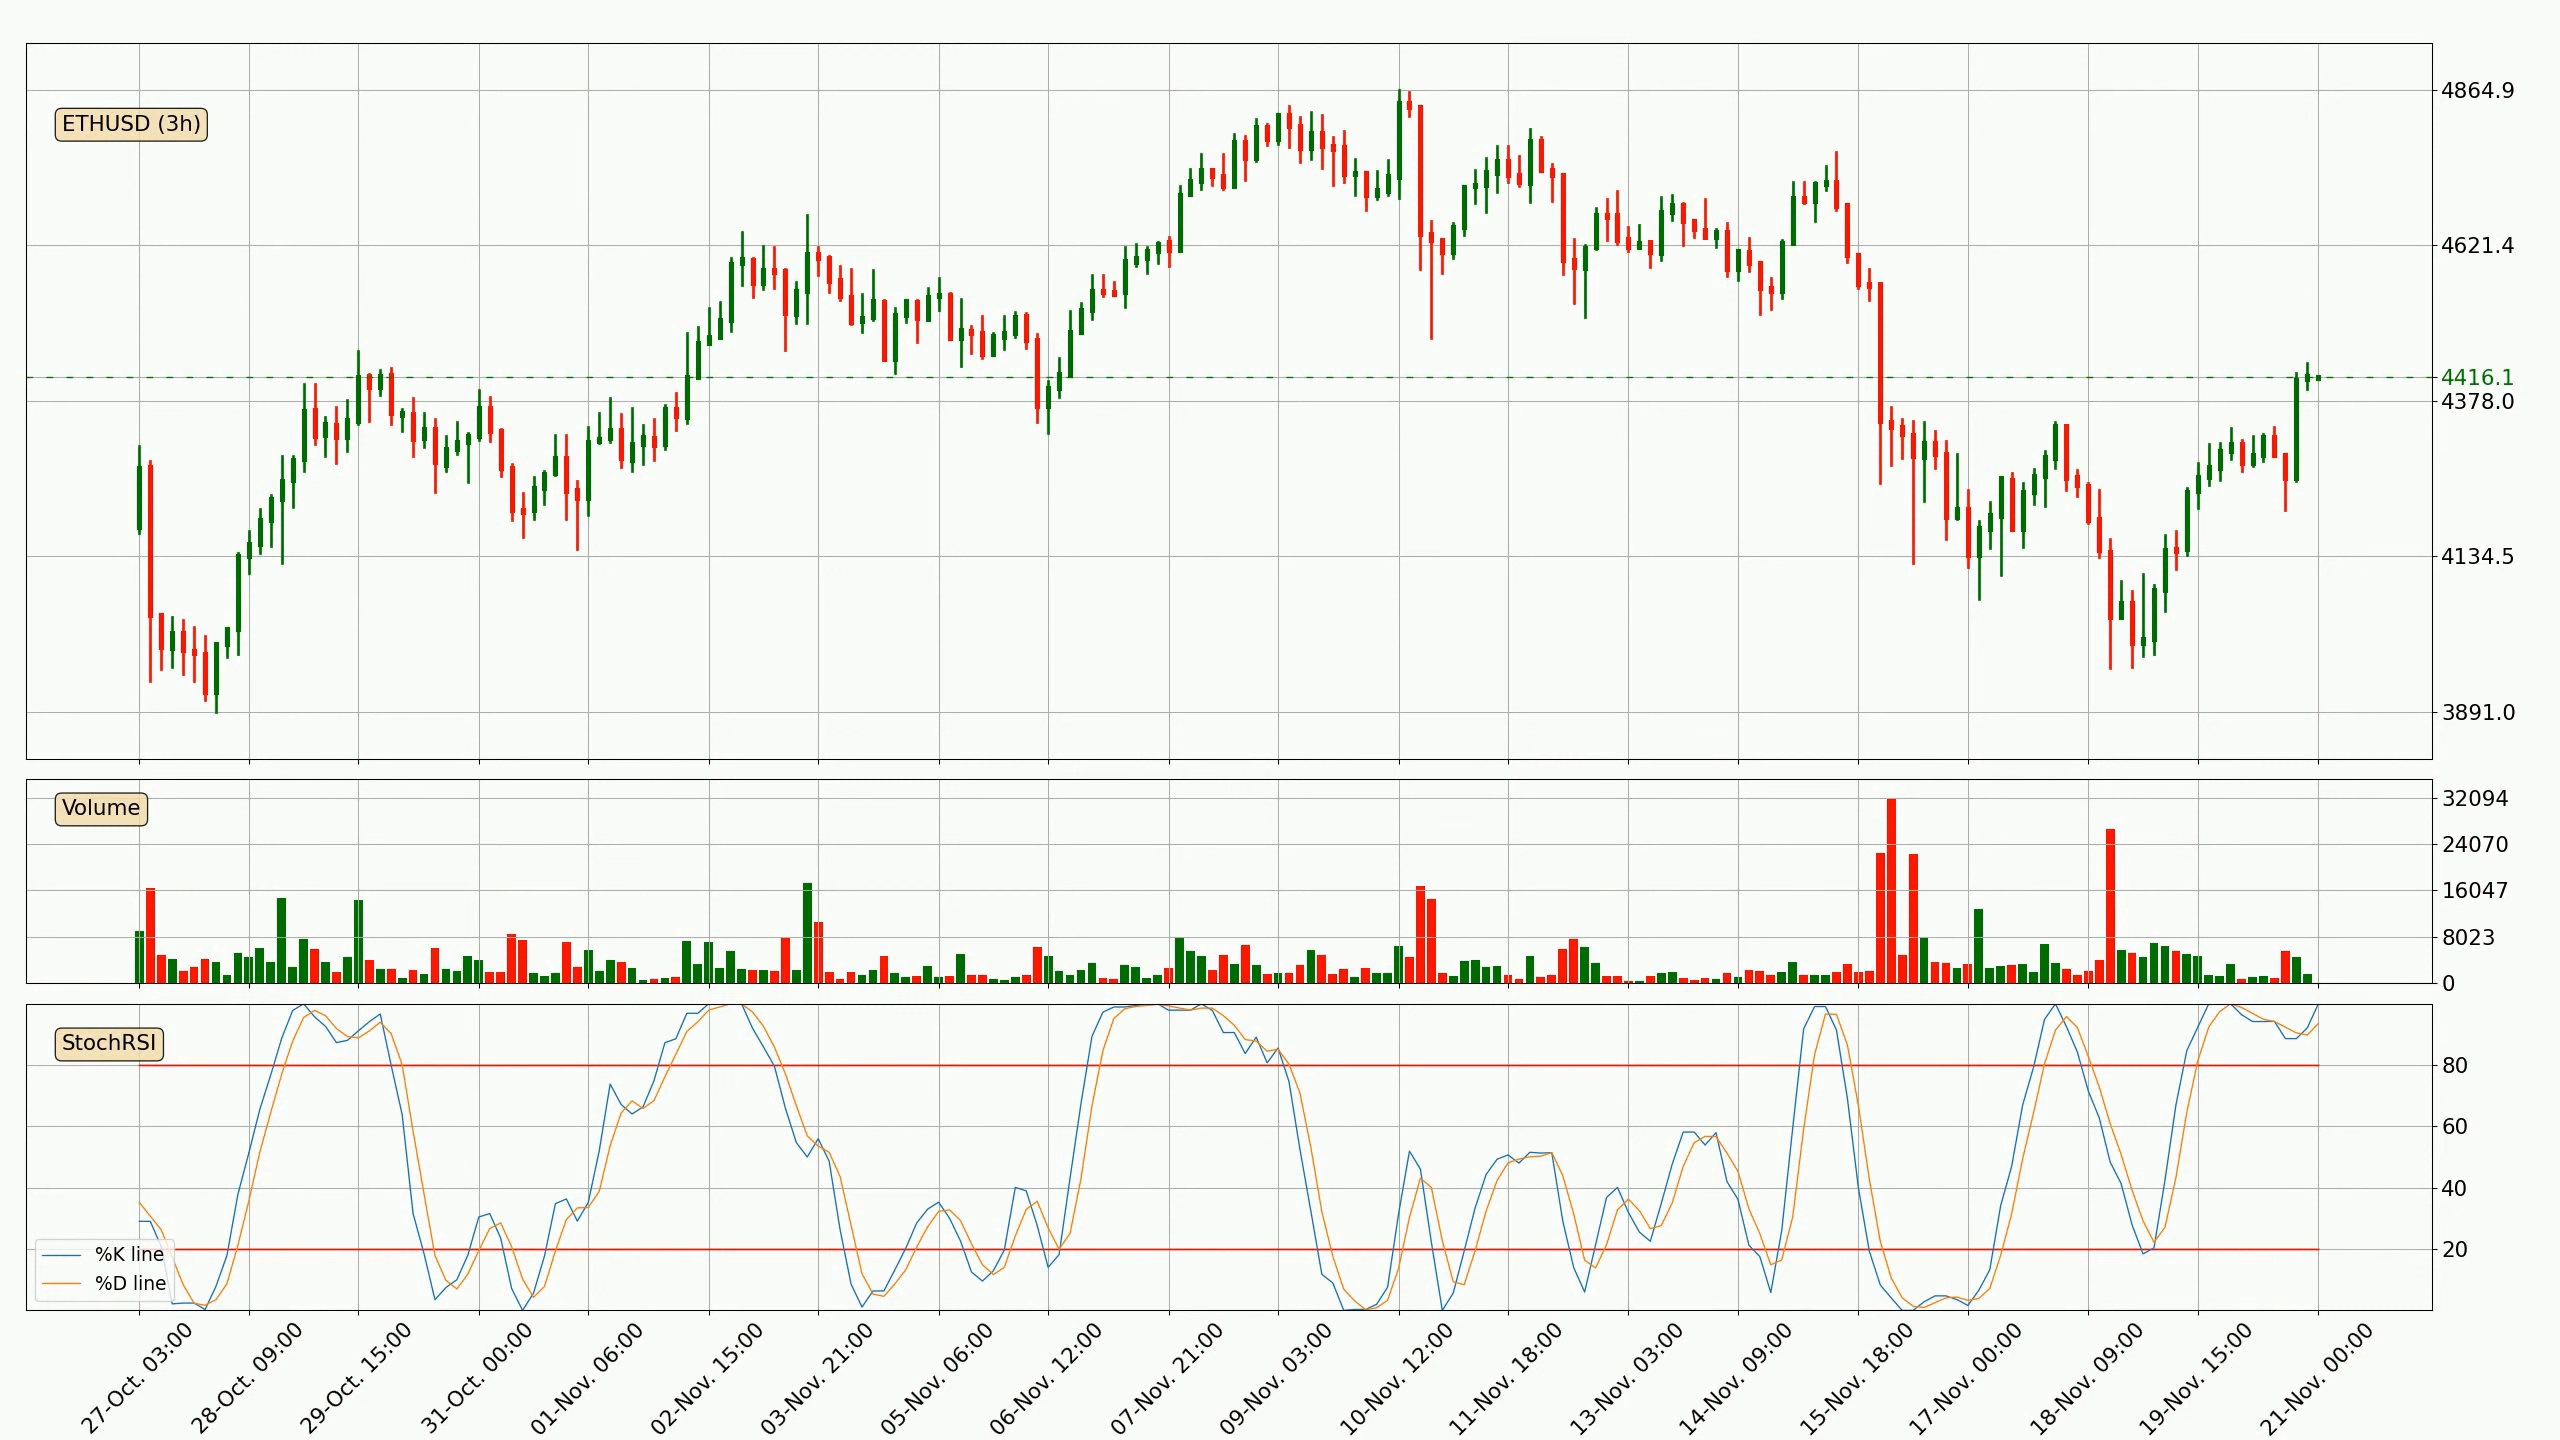 ETHUSD (3h)
4864.9
4621.4
4416.1
4378.0
4134.5
3891.0
Volume
32094
24070
16047
8023
0
StochRSI
80
60
40
20
%K line
%D line
27-Oct. 03:00
28-Oct. 09:00
29-Oct. 15:00
31-Oct. 00:00
01-Nov. 06:00
02-Nov. 15:00
03-Nov. 21:00
05-Nov. 06:00
06-Nov. 12:00
07-Nov. 21:00
09-Nov. 03:00
10-Nov. 12:00
11-Nov. 18:00
13-Nov. 03:00
14-Nov. 09:00
15-Nov. 18:00
17-Nov. 00:00
18-Nov. 09:00
19-Nov. 15:00
21-Nov. 00:00